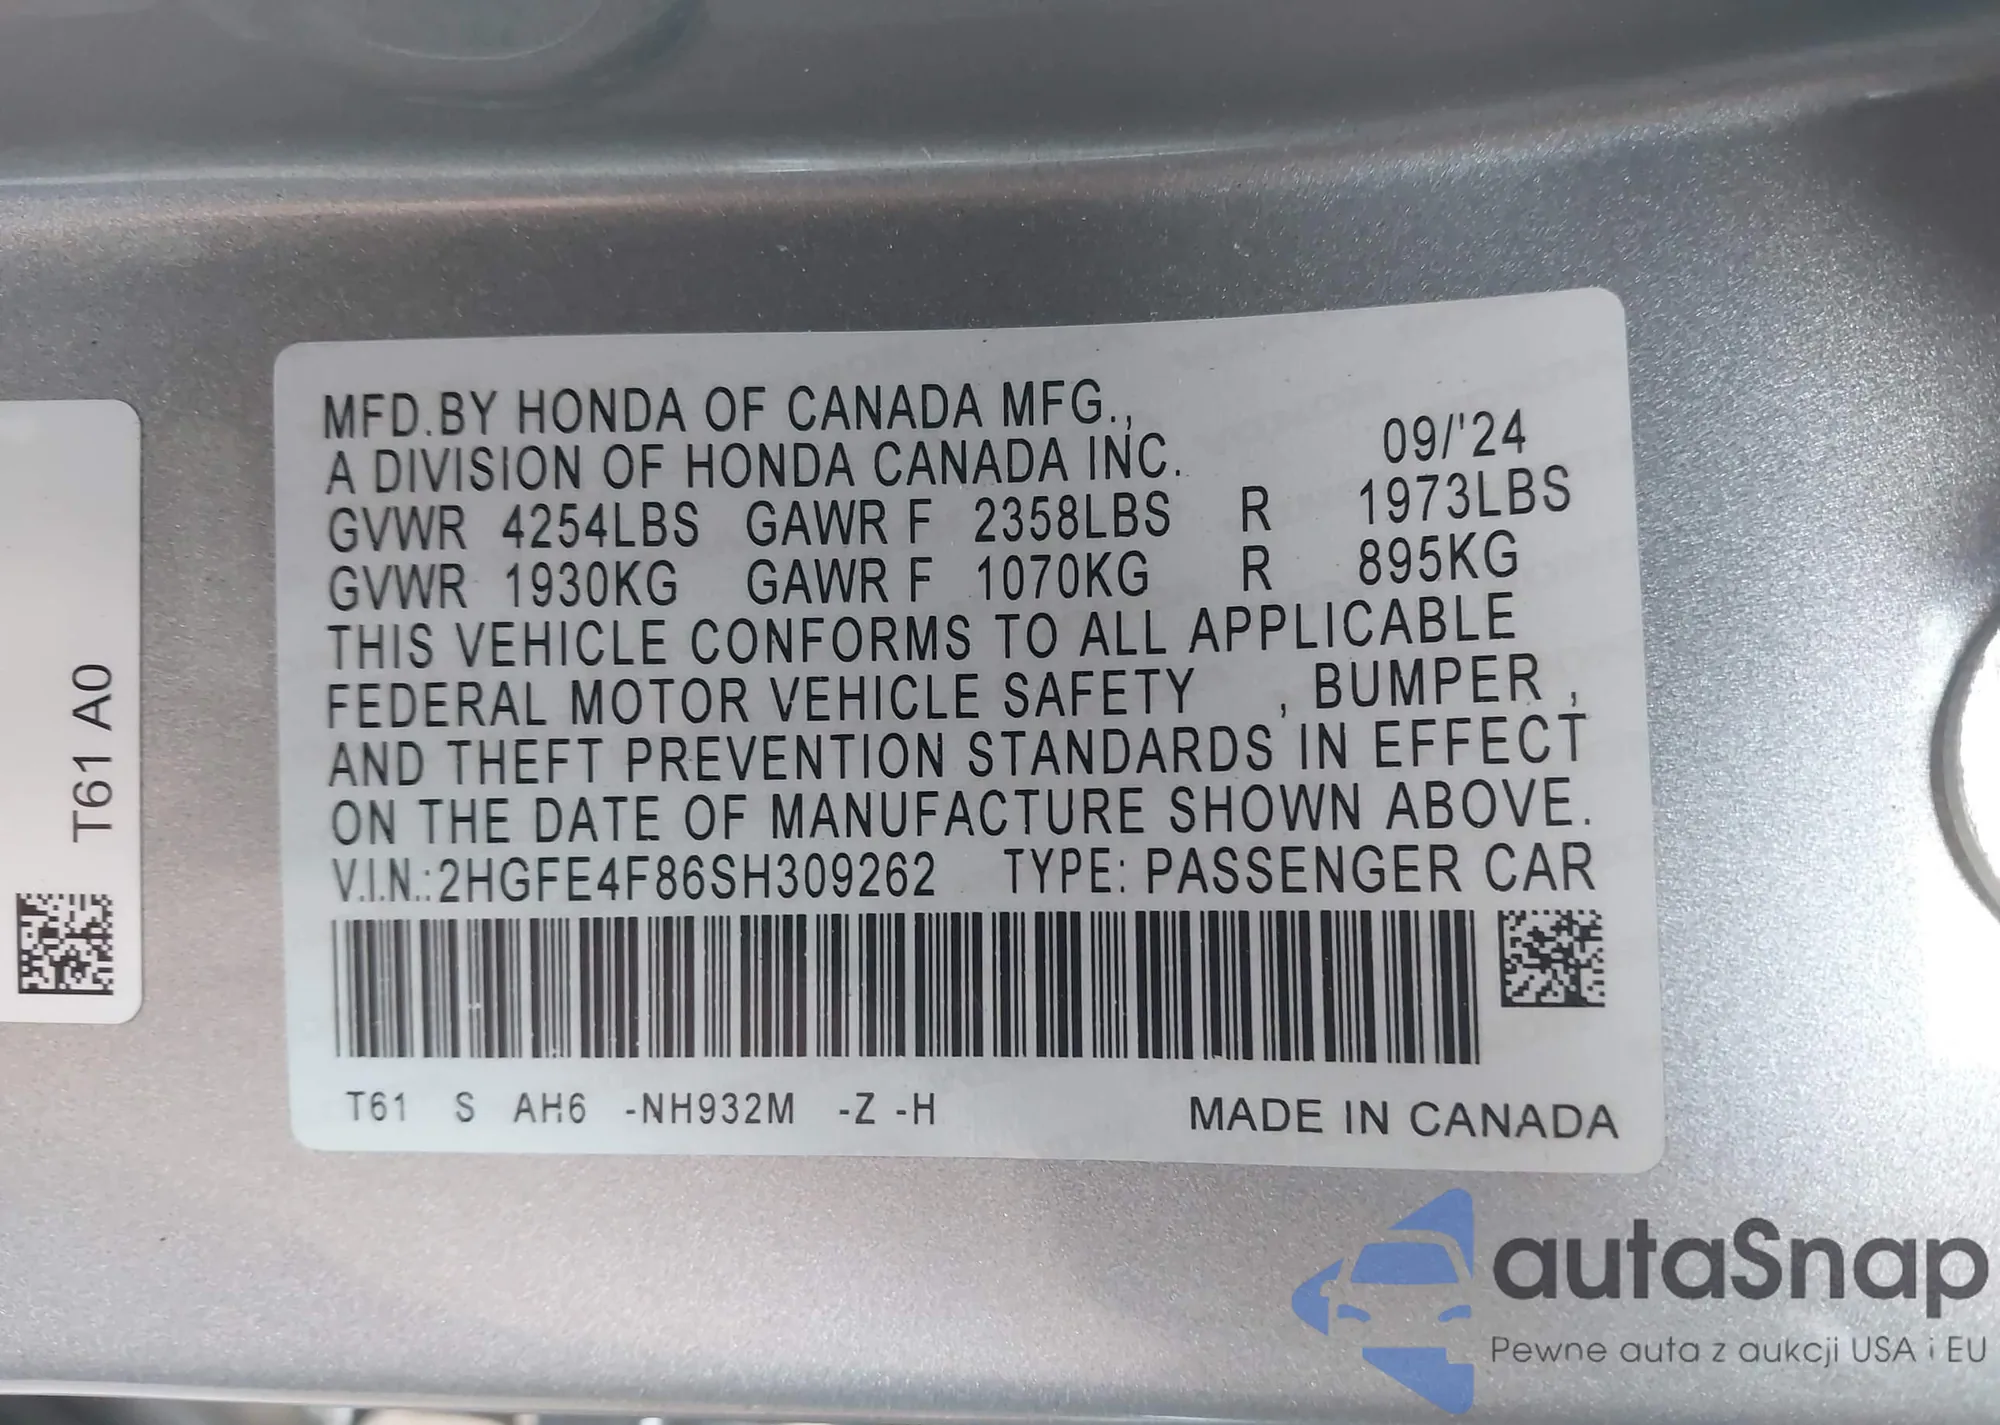 MFD.BY HONDA OF CANADA MFG.,
A DIVISION OF HONDA CANADA INC. 09/'24
GVWR 4254LBS GAWR F 2358LBS R 1973LBS
GVWR 1930KG GAWR F 1070KG R 895KG
THIS VEHICLE CONFORMS TO ALL APPLICABLE
FEDERAL MOTOR VEHICLE SAFETY , BUMPER ,
AND THEFT PREVENTION STANDARDS IN EFFECT
ON THE DATE OF MANUFACTURE SHOWN ABOVE.
V.I.N.:2HGFE4F86SH309262 TYPE: PASSENGER CAR
T61 S AH6 -NH932M -Z -H MADE IN CANADA
T61 A0
autaSnap
Pewne auta z aukcji USA i EU